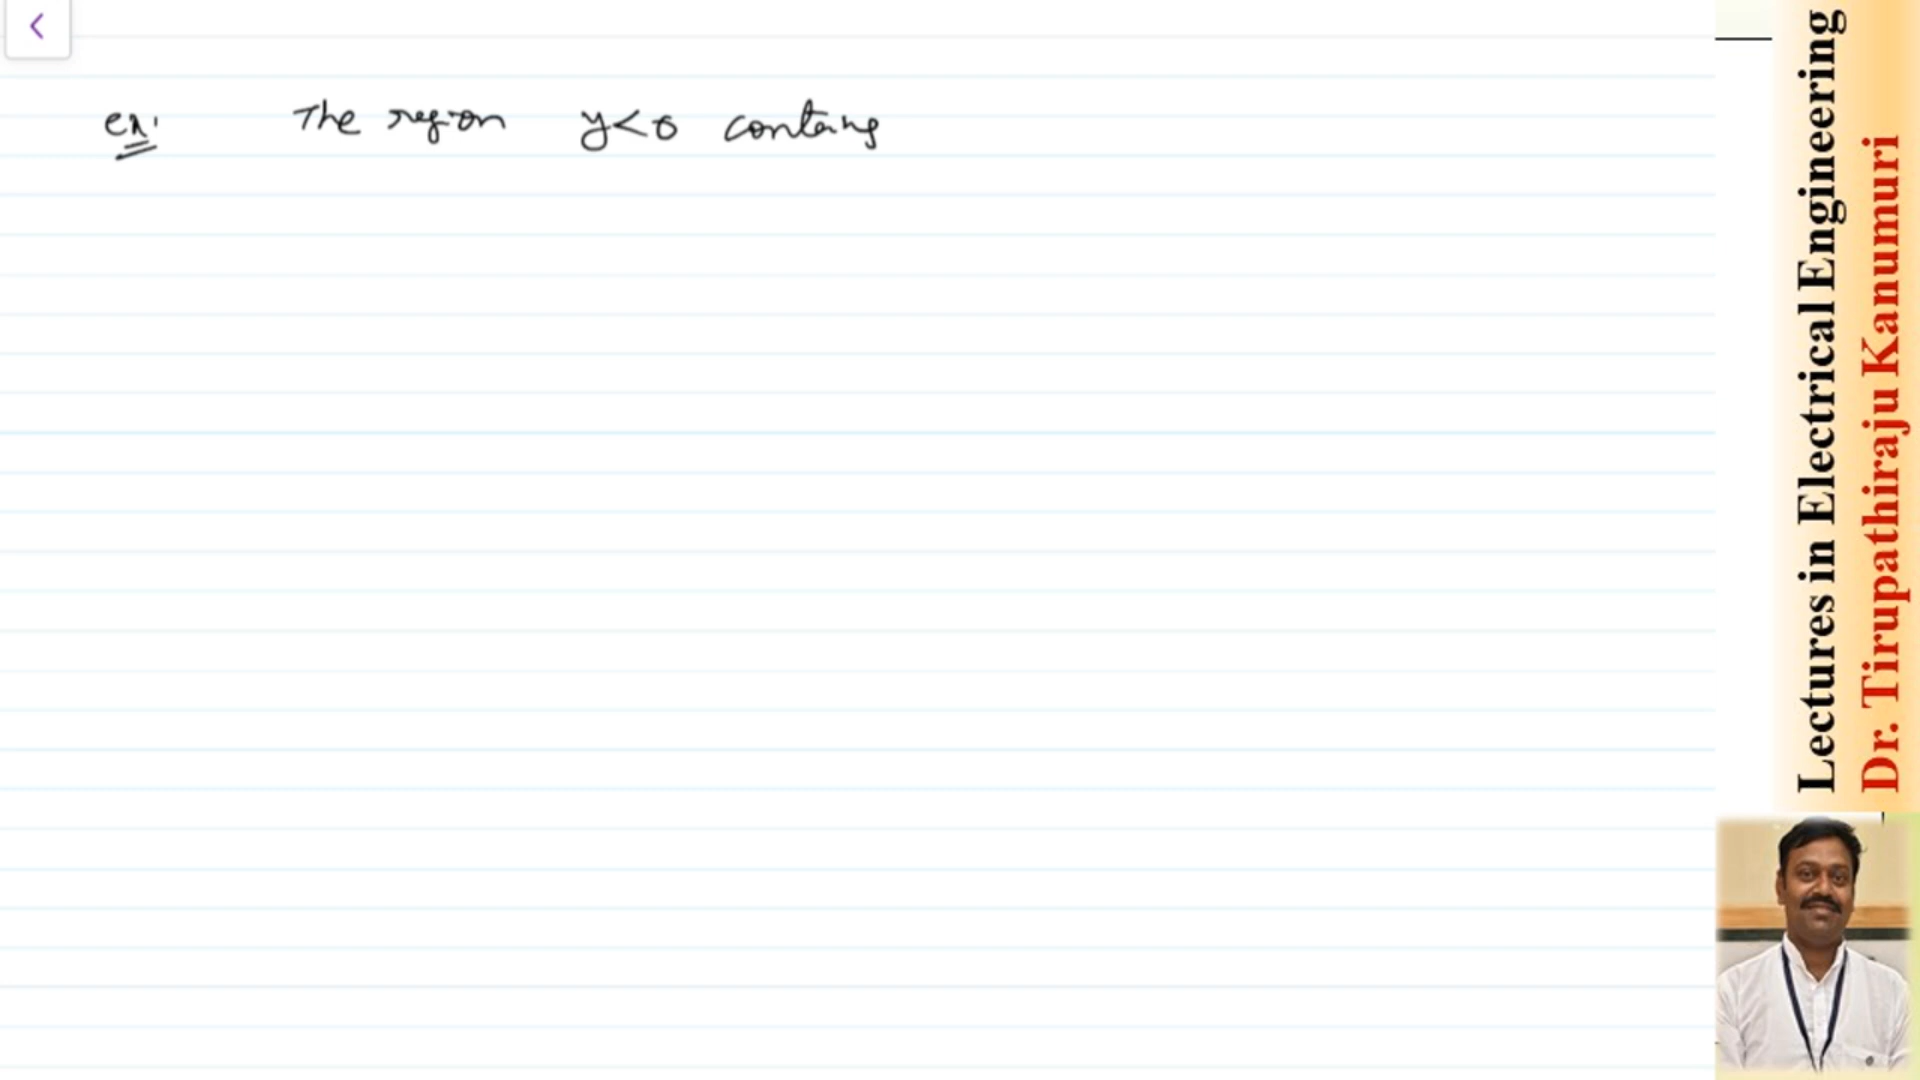 ex: The region y<0 contains
Lectures in Electrical Engineering
Dr. Tirupathiraju Kanumuri